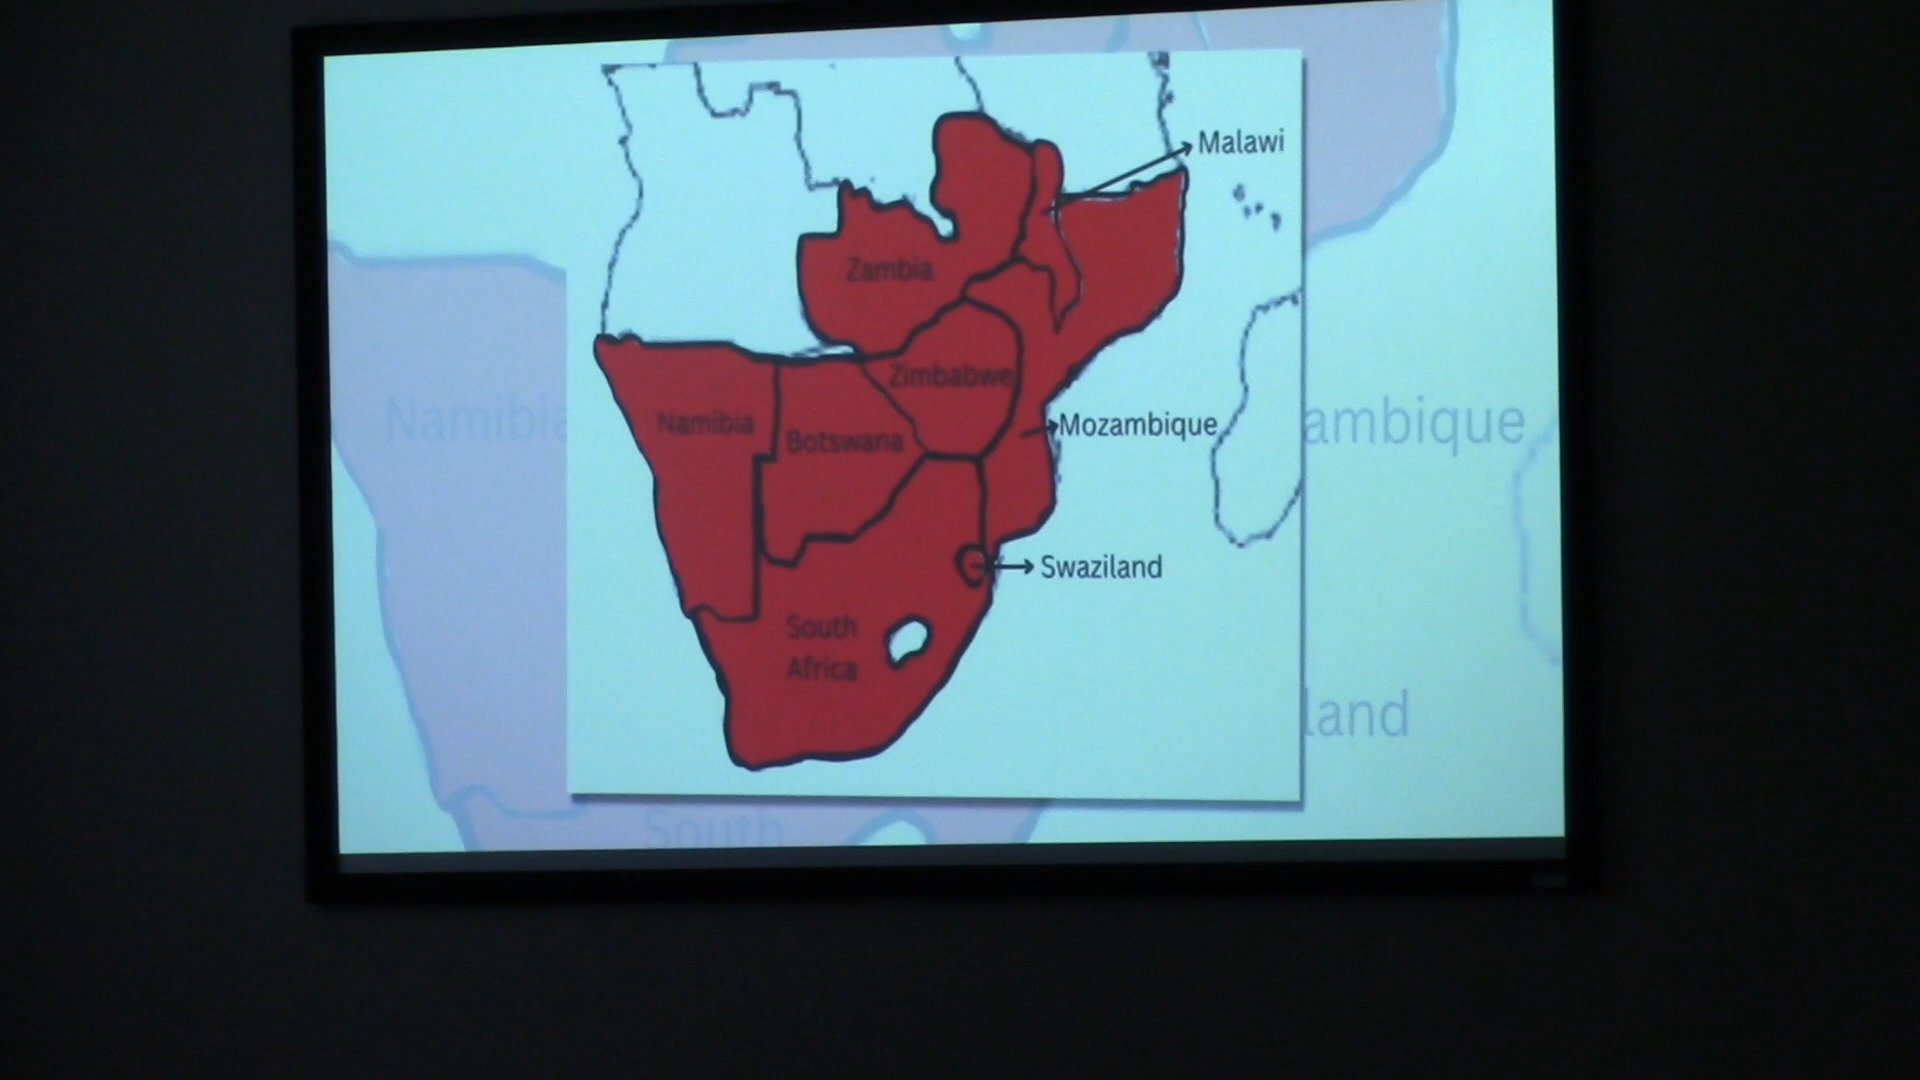 Malawi
Zambia
Zimbabwe
Namibia
Botswana
Mozambique
Namibia
ambique
Swaziland
South
Africa
land
South